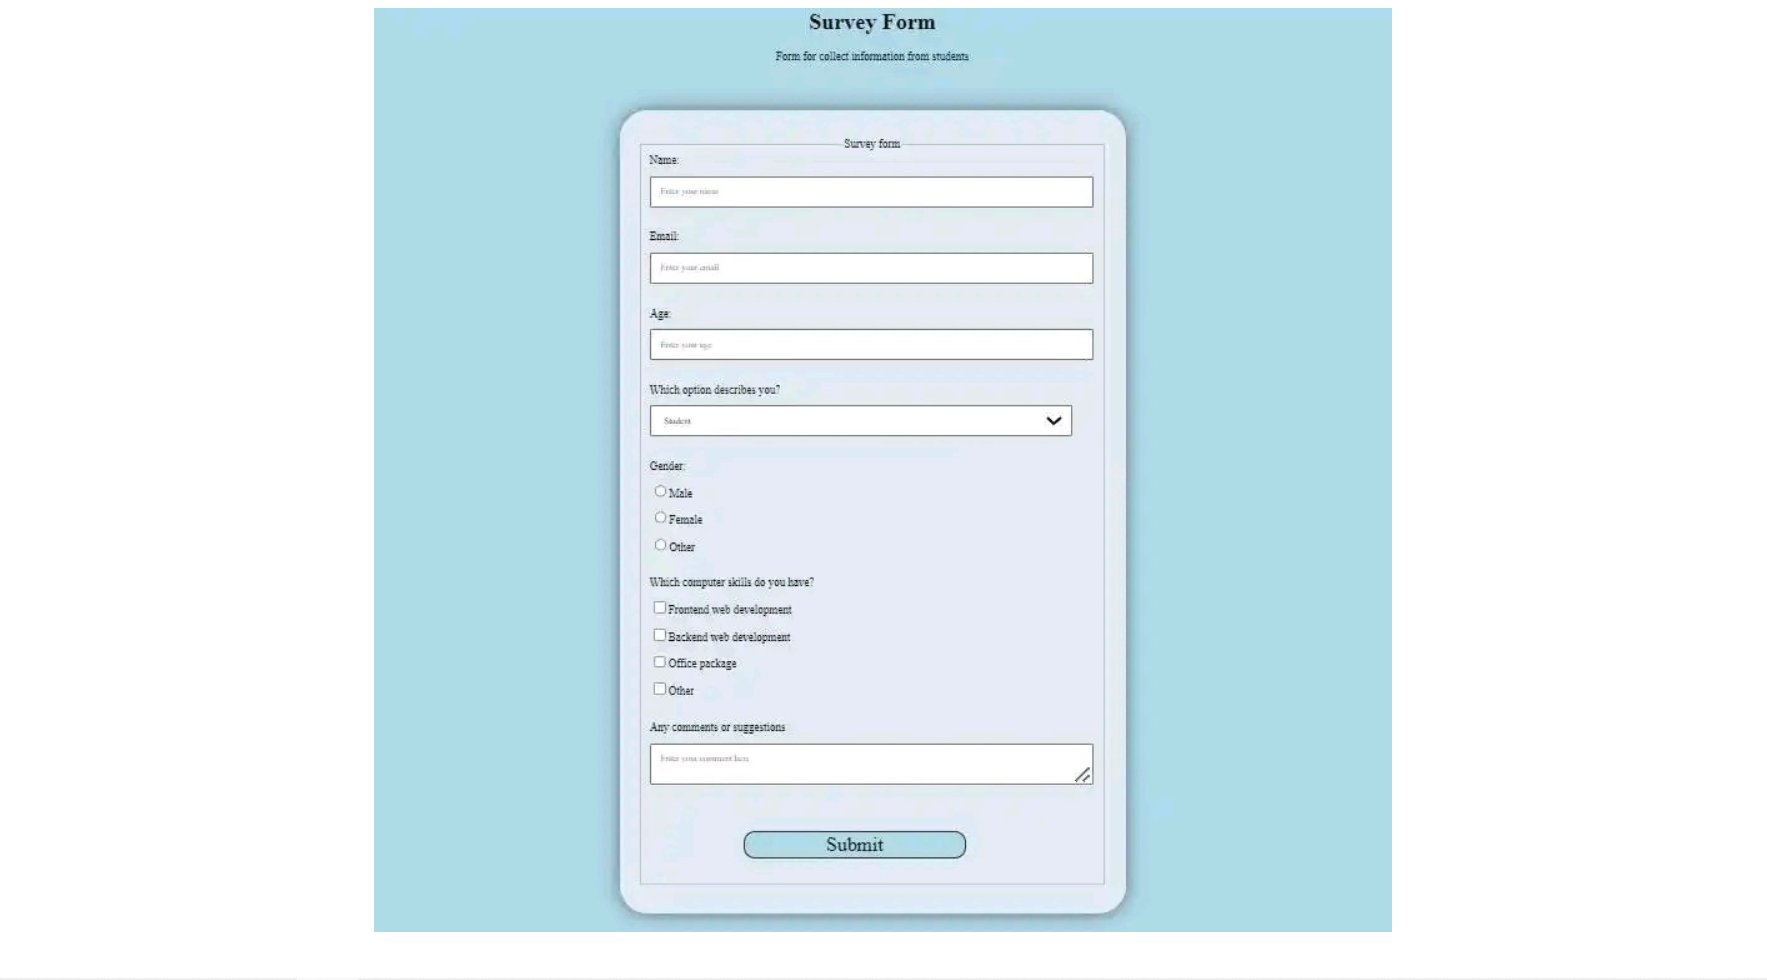 Survey Form
Form for collect information from students
Survey form
Name:
Enter your name
Email:
Enter your email
Age:
Enter your age
Which option describes you?
Student
Gender:
Male
Female
Other
Which computer skills do you have?
Frontend web development
Backend web development
Office package
Other
Any comments or suggestions
Enter your comment here
Submit